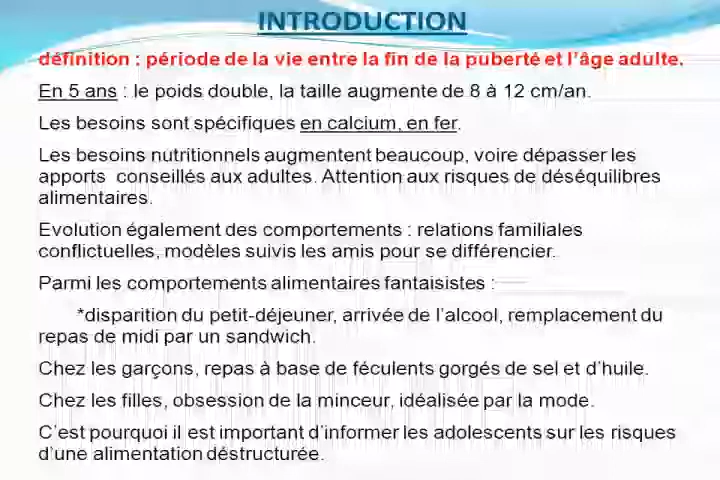 INTRODUCTION
définition : période de la vie entre la fin de la puberté et l'âge adulte.
En 5 ans : le poids double, la taille augmente de 8 à 12 cm/an.
Les besoins sont spécifiques en calcium, en fer.
Les besoins nutritionnels augmentent beaucoup, voire dépasser les
apports conseillés aux adultes. Attention aux risques de déséquilibres
alimentaires.
Evolution également des comportements : relations familiales
conflictuelles, modèles suivis les amis pour se différencier.
Parmi les comportements alimentaires fantaisistes :
*disparition du petit-déjeuner, arrivée de l'alcool, remplacement du
repas de midi par un sandwich.
Chez les garçons, repas à base de féculents gorgés de sel et d'huile.
Chez les filles, obsession de la minceur, idéalisée par la mode.
C'est pourquoi il est important d'informer les adolescents sur les risques
d'une alimentation déstructurée.